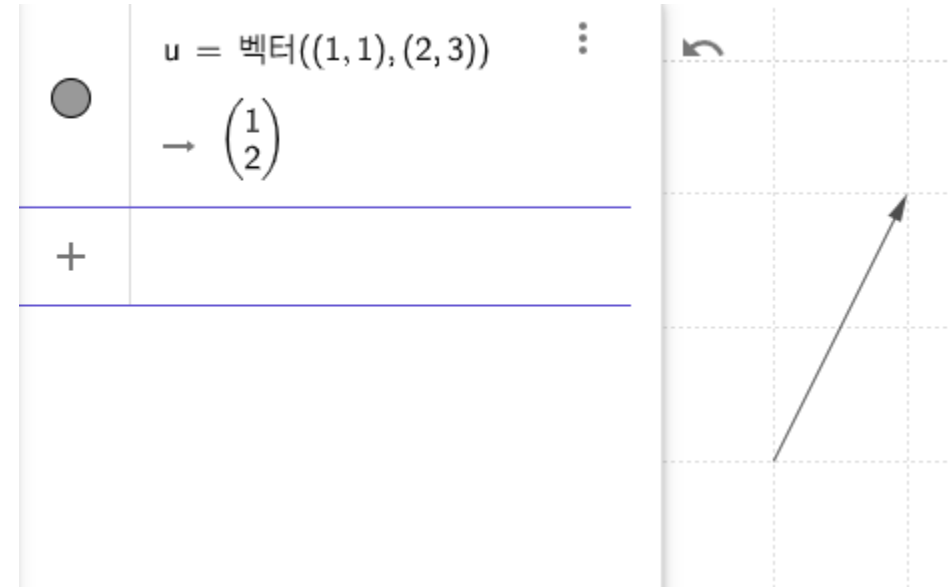 u = 벡터((1, 1), (2, 3))
→ (1
2)
+